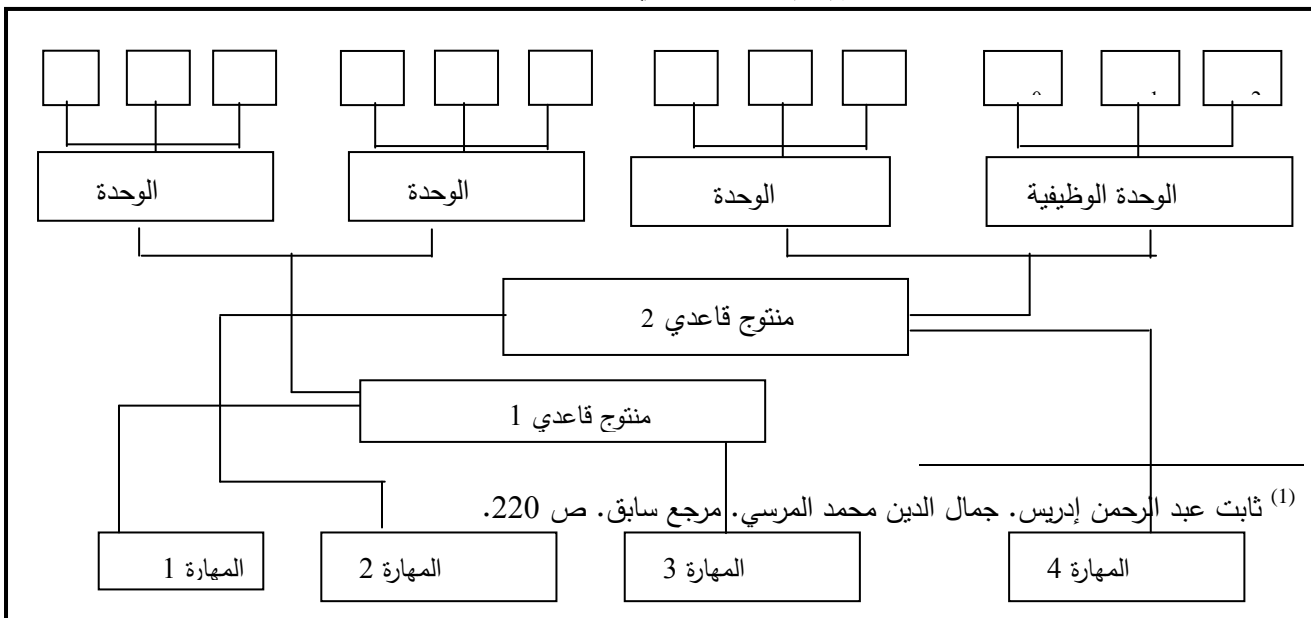 الوحدة الوظيفية
الوحدة
الوحدة
الوحدة
منتوج قاعدي 2
منتوج قاعدي 1
(1) ثابت عبد الرحمن إدريس. جمال الدين محمد المرسي. مرجع سابق. ص 220.
المهارة 4
المهارة 3
المهارة 2
المهارة 1